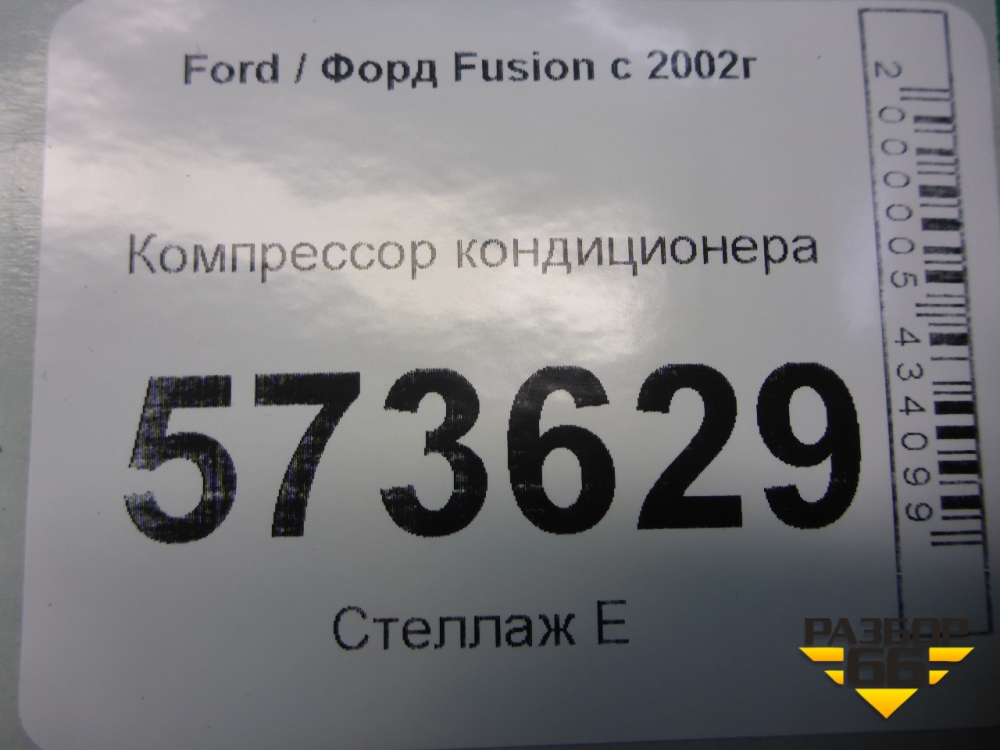 Ford / Форд Fusion с 2002г
Компрессор кондиционера
573629
Стеллаж Е
2000005434099
РАЗБОР
66